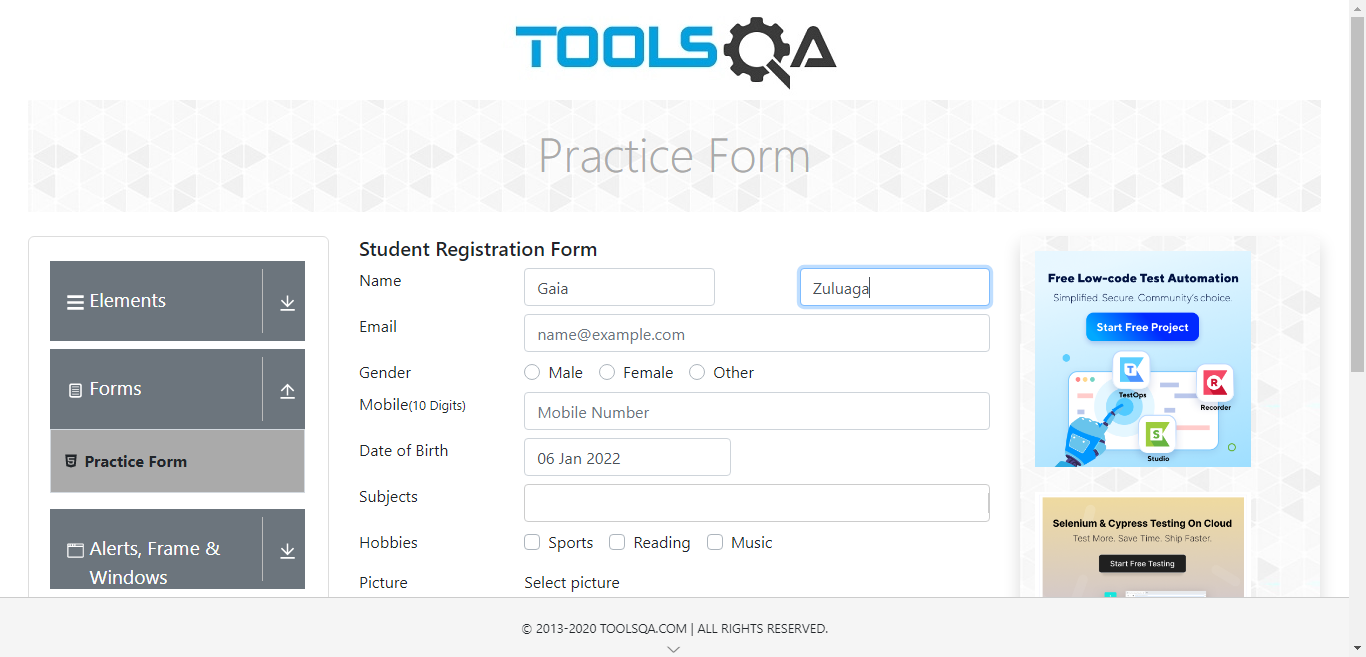 TOOLSQA
Practice Form
Elements
Forms
Practice Form
Alerts, Frame &
Windows
Student Registration Form
Name
Gaia
Zuluaga
Email
name@example.com
Gender
Male
Female
Other
Mobile(10 Digits)
Mobile Number
Date of Birth
06 Jan 2022
Subjects
Hobbies
Sports
Reading
Music
Picture
Select picture
Free Low-code Test Automation
Simplified. Secure. Community's choice.
Start Free Project
T
TestOps
R
Recorder
S
Studio
Selenium & Cypress Testing On Cloud
Test More. Save Time. Ship Faster.
Start Free Testing
© 2013-2020 TOOLSQA.COM | ALL RIGHTS RESERVED.